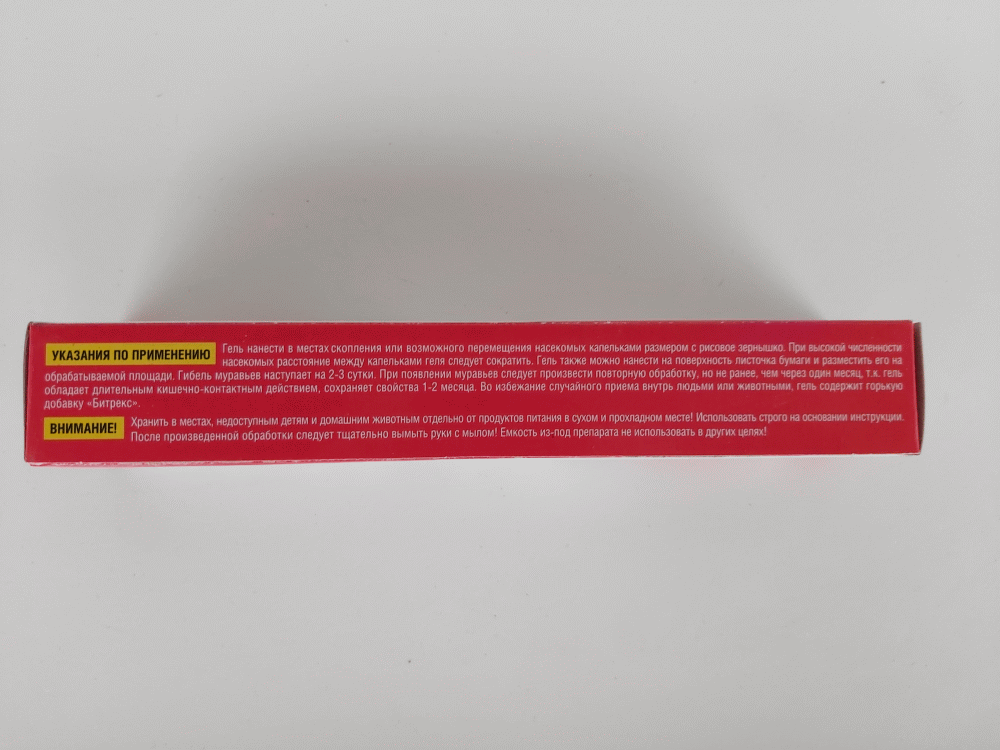 УКАЗАНИЯ ПО ПРИМЕНЕНИЮ Гель нанести в местах скопления или возможного перемещения насекомых капельками размером с рисовое зернышко. При высокой численности
насекомых расстояние между капельками геля следует сократить. Гель также можно нанести на поверхность листочка бумаги и разместить его на
обрабатываемой площади. Гибель муравьев наступает на 2-3 сутки. При появлении муравьев следует произвести повторную обработку, но не ранее, чем через один месяц, т.к. гель
обладает длительным кишечно-контактным действием, сохраняет свойства 1-2 месяца. Во избежание случайного приема внутрь людьми или животными, гель содержит горькую
добавку «Битрекс».
ВНИМАНИЕ! Хранить в местах, недоступным детям и домашним животным отдельно от продуктов питания в сухом и прохладном месте! Использовать строго на основании инструкции.
После произведенной обработки следует тщательно вымыть руки с мылом! Емкость из-под препарата не использовать в других целях!